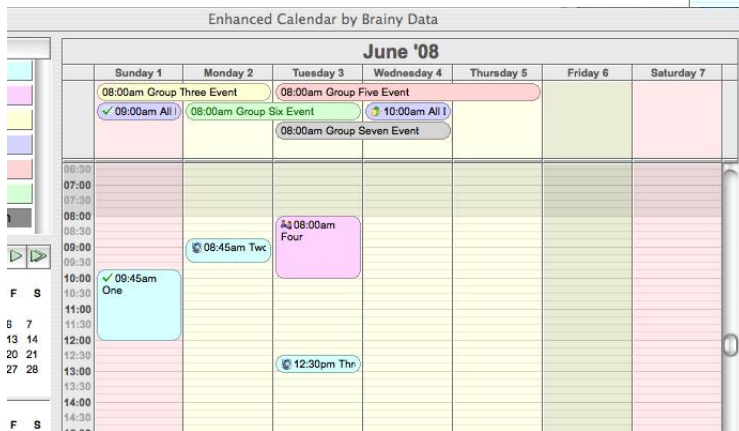 Enhanced Calendar by Brainy Data
June '08
Sunday 1 Monday 2 Tuesday 3 Wednesday 4 Thursday 5 Friday 6 Saturday 7
08:00am Group Three Event 08:00am Group Five Event
09:00am All 08:00am Group Six Event 10:00am All
08:00am Group Seven Event
06:30
07:00
07:30
08:00
08:00am
08:30
Four
09:00 08:45am Two
09:30
10:00 09:45am
F S 10:30 One
11:00
7 11:30
13 14 12:00
20 21 12:30 12:30pm Thr
27 28 13:00
13:30
14:00
F S 14:30